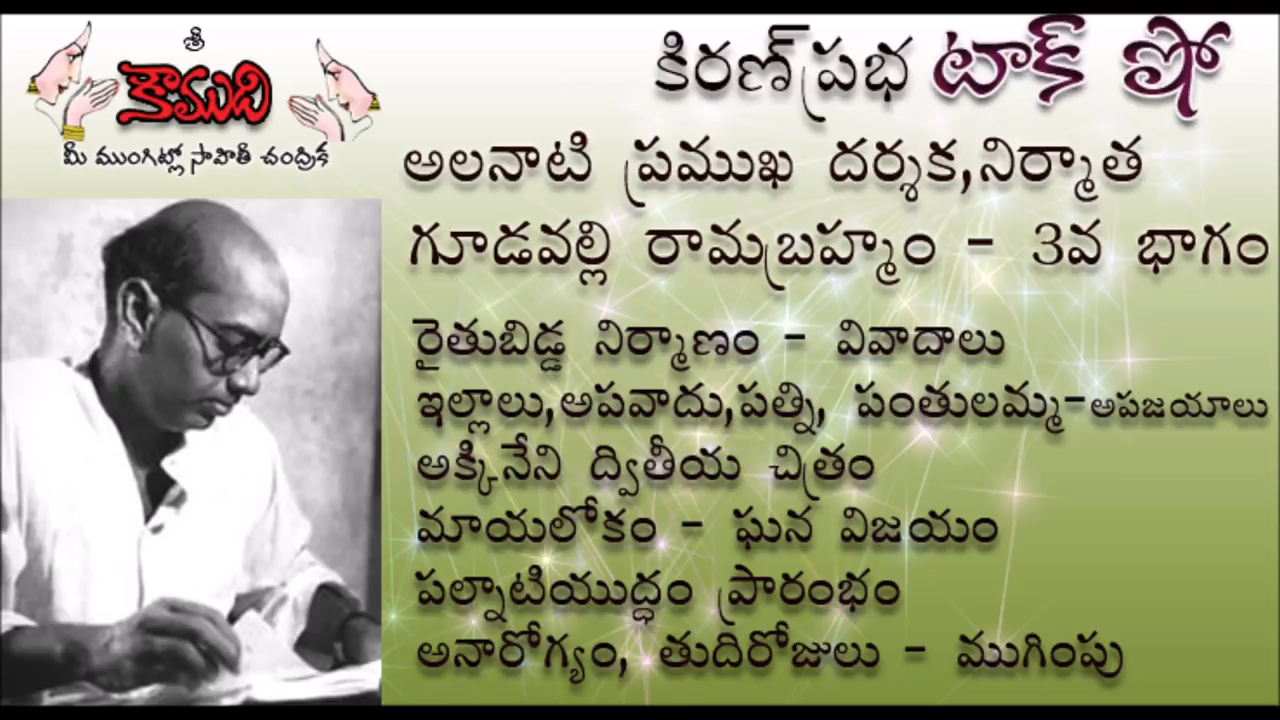 శ్రీ
కౌముది
మీ ముంగిట్లో సాహితీ చంద్రిక
కిరణ్‌ప్రభ టాక్ షో
అలనాటి ప్రముఖ దర్శక,నిర్మాత
గూడవల్లి రామబ్రహ్మం - 3వ భాగం
రైతుబిడ్డ నిర్మాణం - వివాదాలు
ఇల్లాలు,అపవాదు,పత్ని, పంతులమ్మ-అపజయాలు
అక్కినేని ద్వితీయ చిత్రం
మాయలోకం - ఘన విజయం
పల్నాటియుద్ధం ప్రారంభం
అనారోగ్యం, తుదిరోజులు - ముగింపు